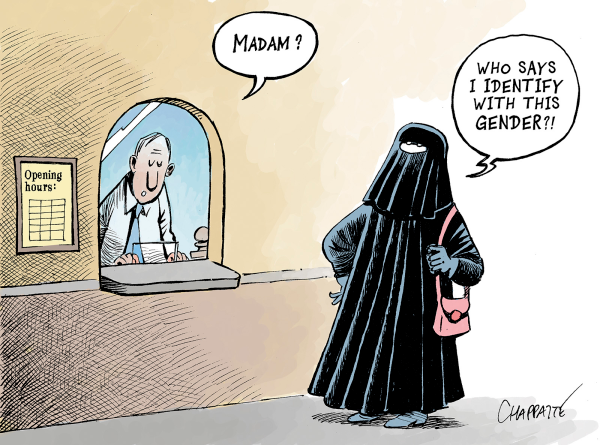 MADAM?
WHO SAYS
I IDENTIFY
WITH THIS
GENDER?!
Opening
hours:
CHAPPATTE